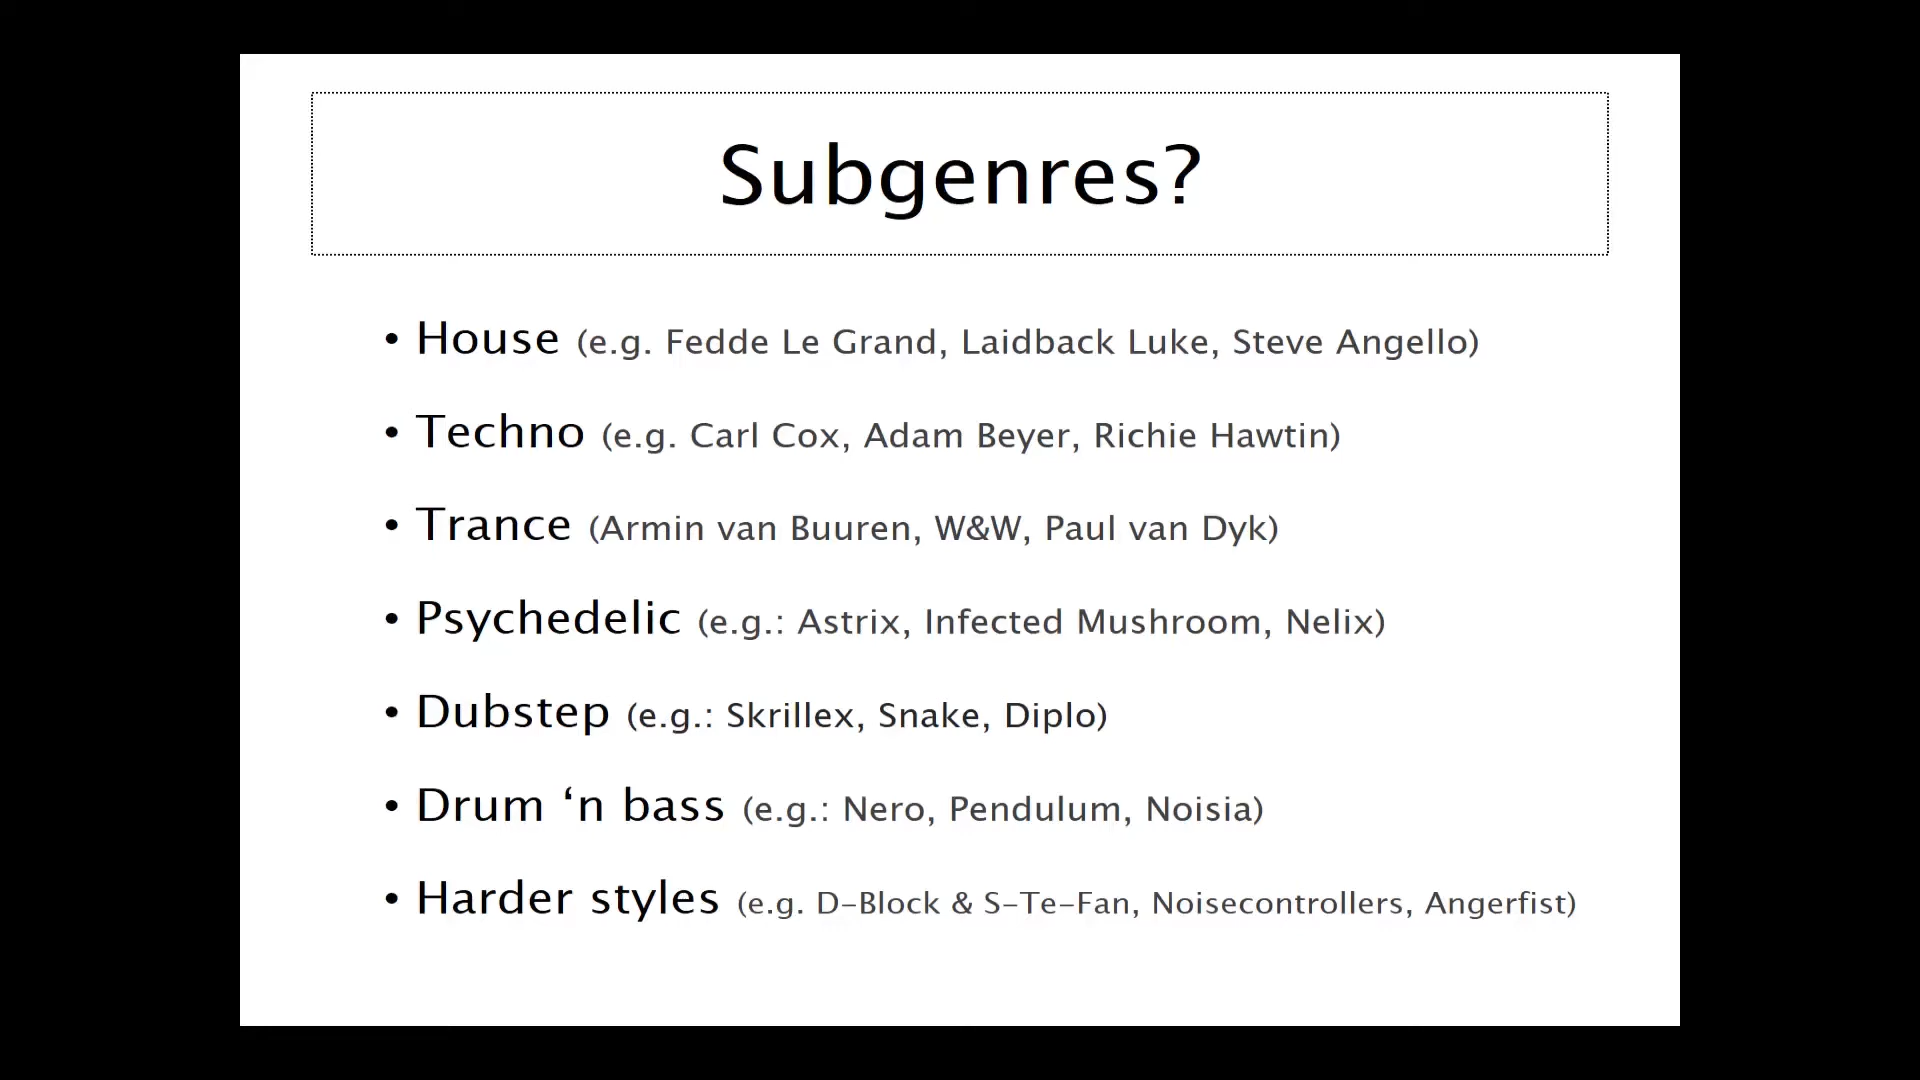 Subgenres?
• House (e.g. Fedde Le Grand, Laidback Luke, Steve Angello)
• Techno (e.g. Carl Cox, Adam Beyer, Richie Hawtin)
• Trance (Armin van Buuren, W&W, Paul van Dyk)
• Psychedelic (e.g.: Astrix, Infected Mushroom, Nelix)
• Dubstep (e.g.: Skrillex, Snake, Diplo)
• Drum ‘n bass (e.g.: Nero, Pendulum, Noisia)
• Harder styles (e.g. D-Block & S-Te-Fan, Noisecontrollers, Angerfist)